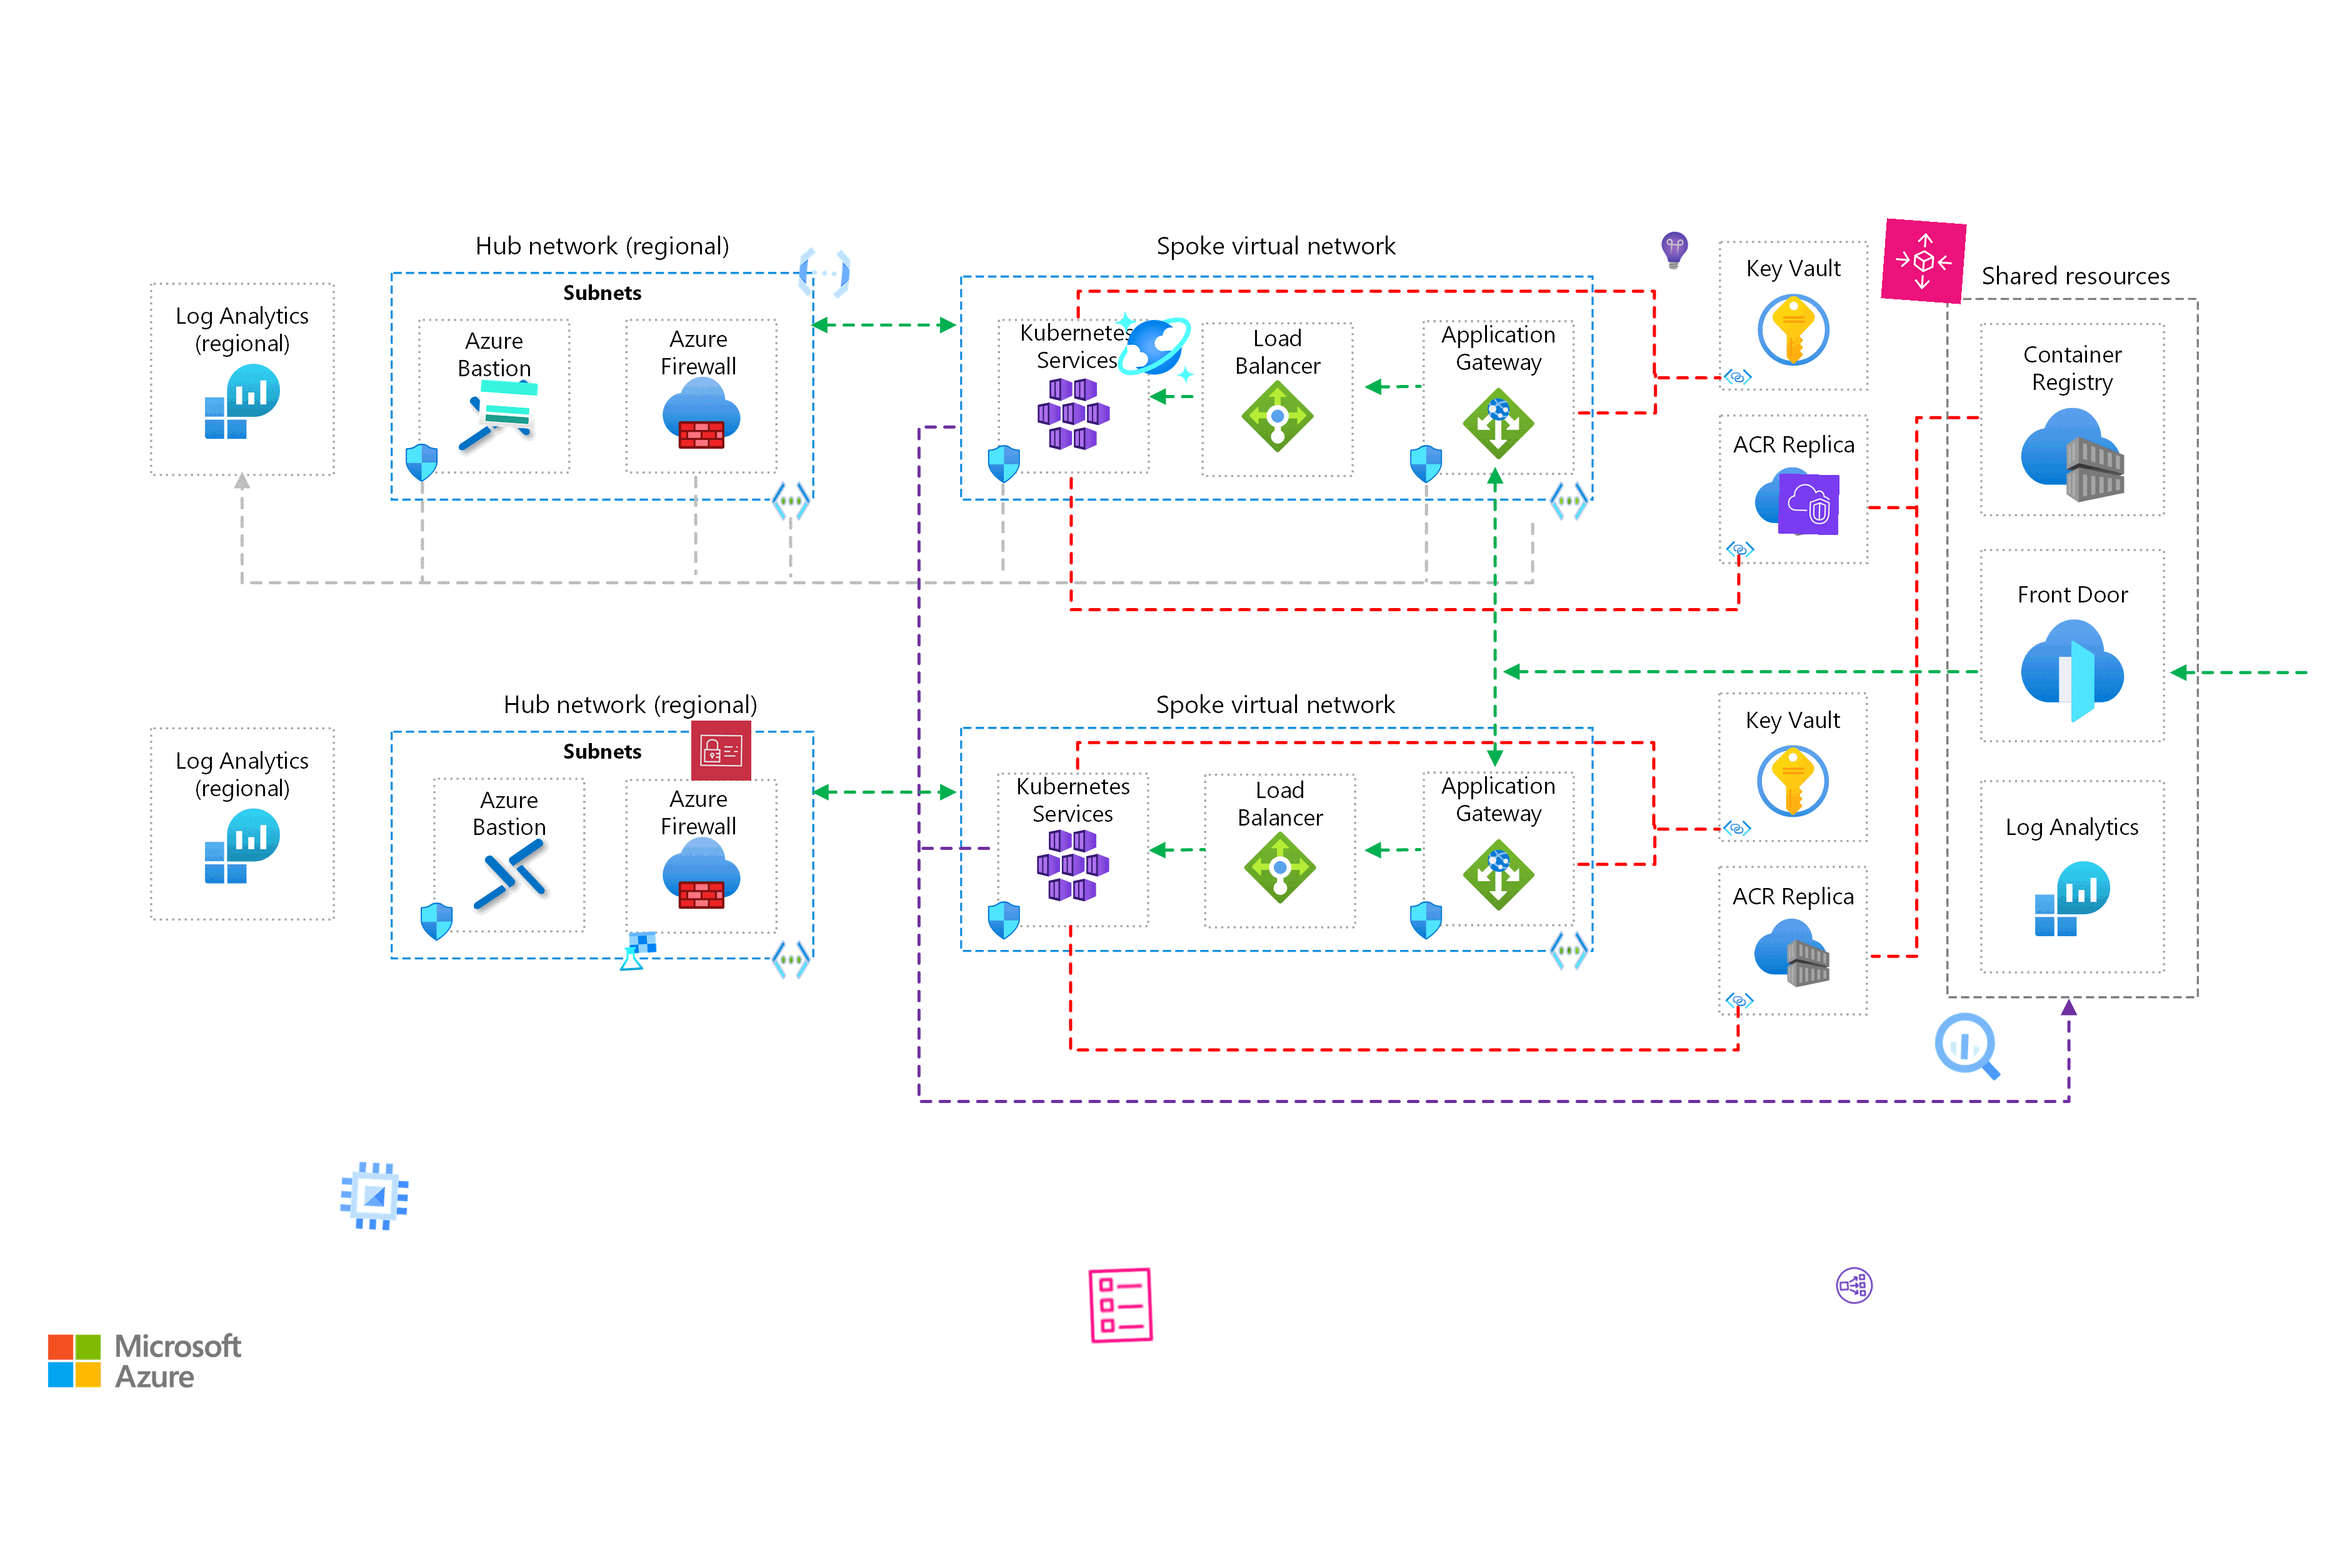 Hub network (regional)
Spoke virtual network
Key Vault
Shared resources
Subnets
Log Analytics
(regional)
Azure
Bastion
Azure
Firewall
Kubernetes
Services
Load
Balancer
Application
Gateway
Container
Registry
ACR Replica
Front Door
Hub network (regional)
Spoke virtual network
Key Vault
Subnets
Log Analytics
(regional)
Azure
Bastion
Azure
Firewall
Kubernetes
Services
Load
Balancer
Application
Gateway
Log Analytics
ACR Replica
Microsoft
Azure